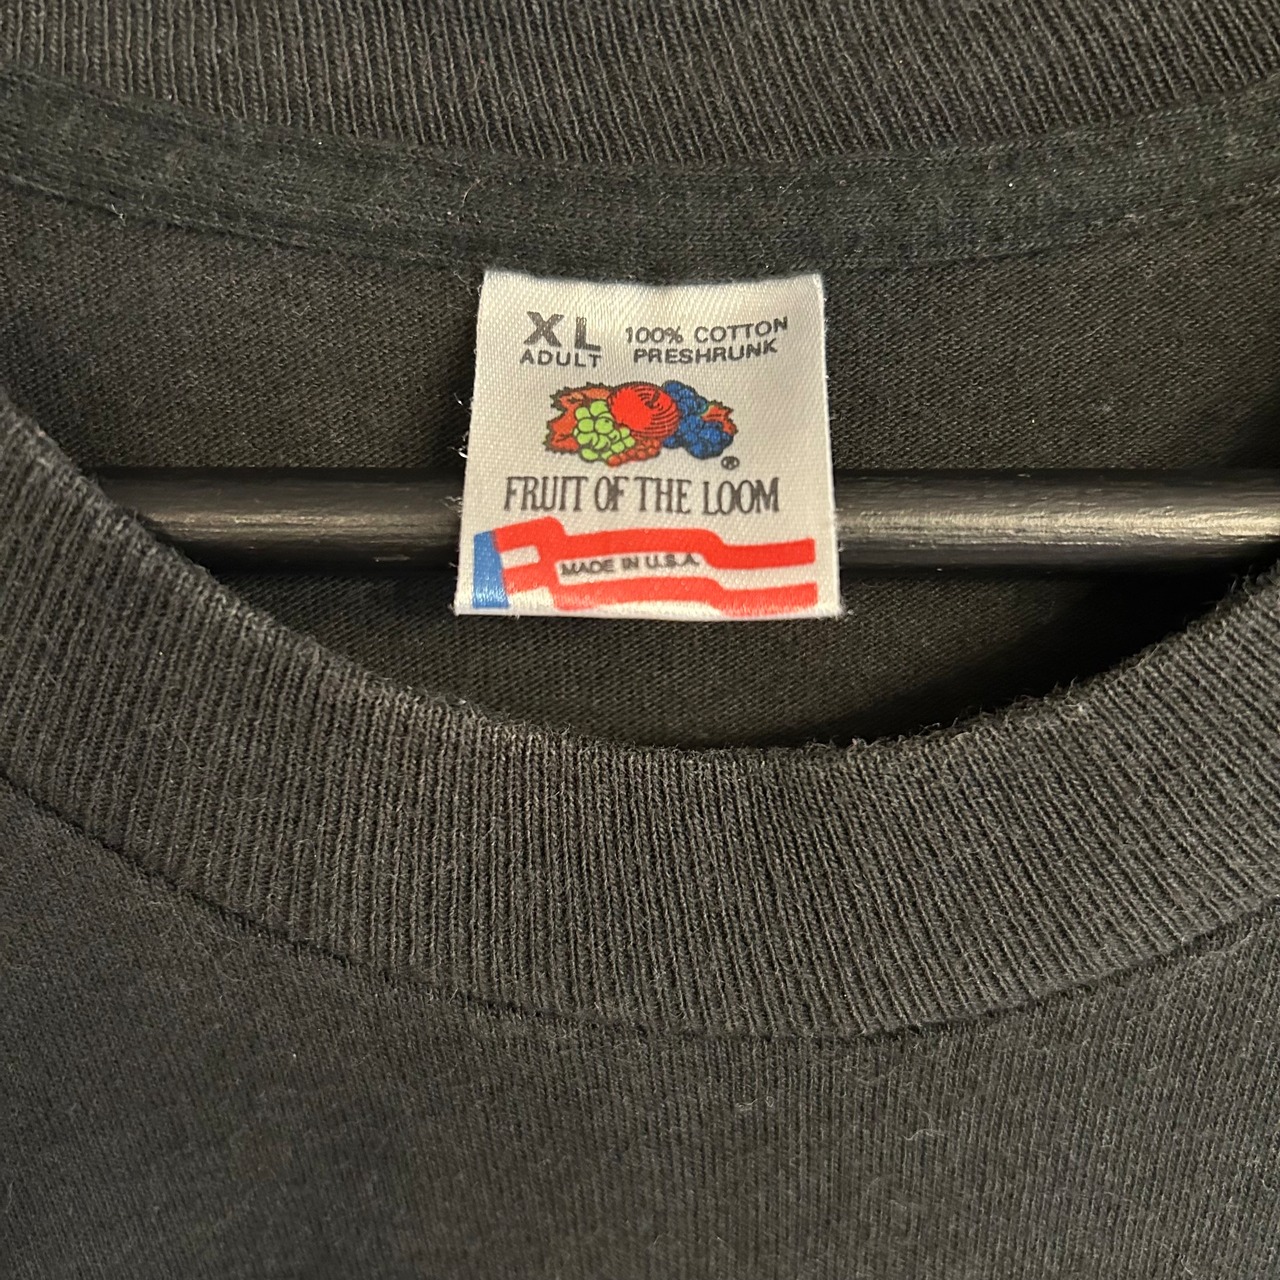 XL 100% COTTON
ADULT PRESHRUNK
®
FRUIT OF THE LOOM
MADE IN U.S.A.